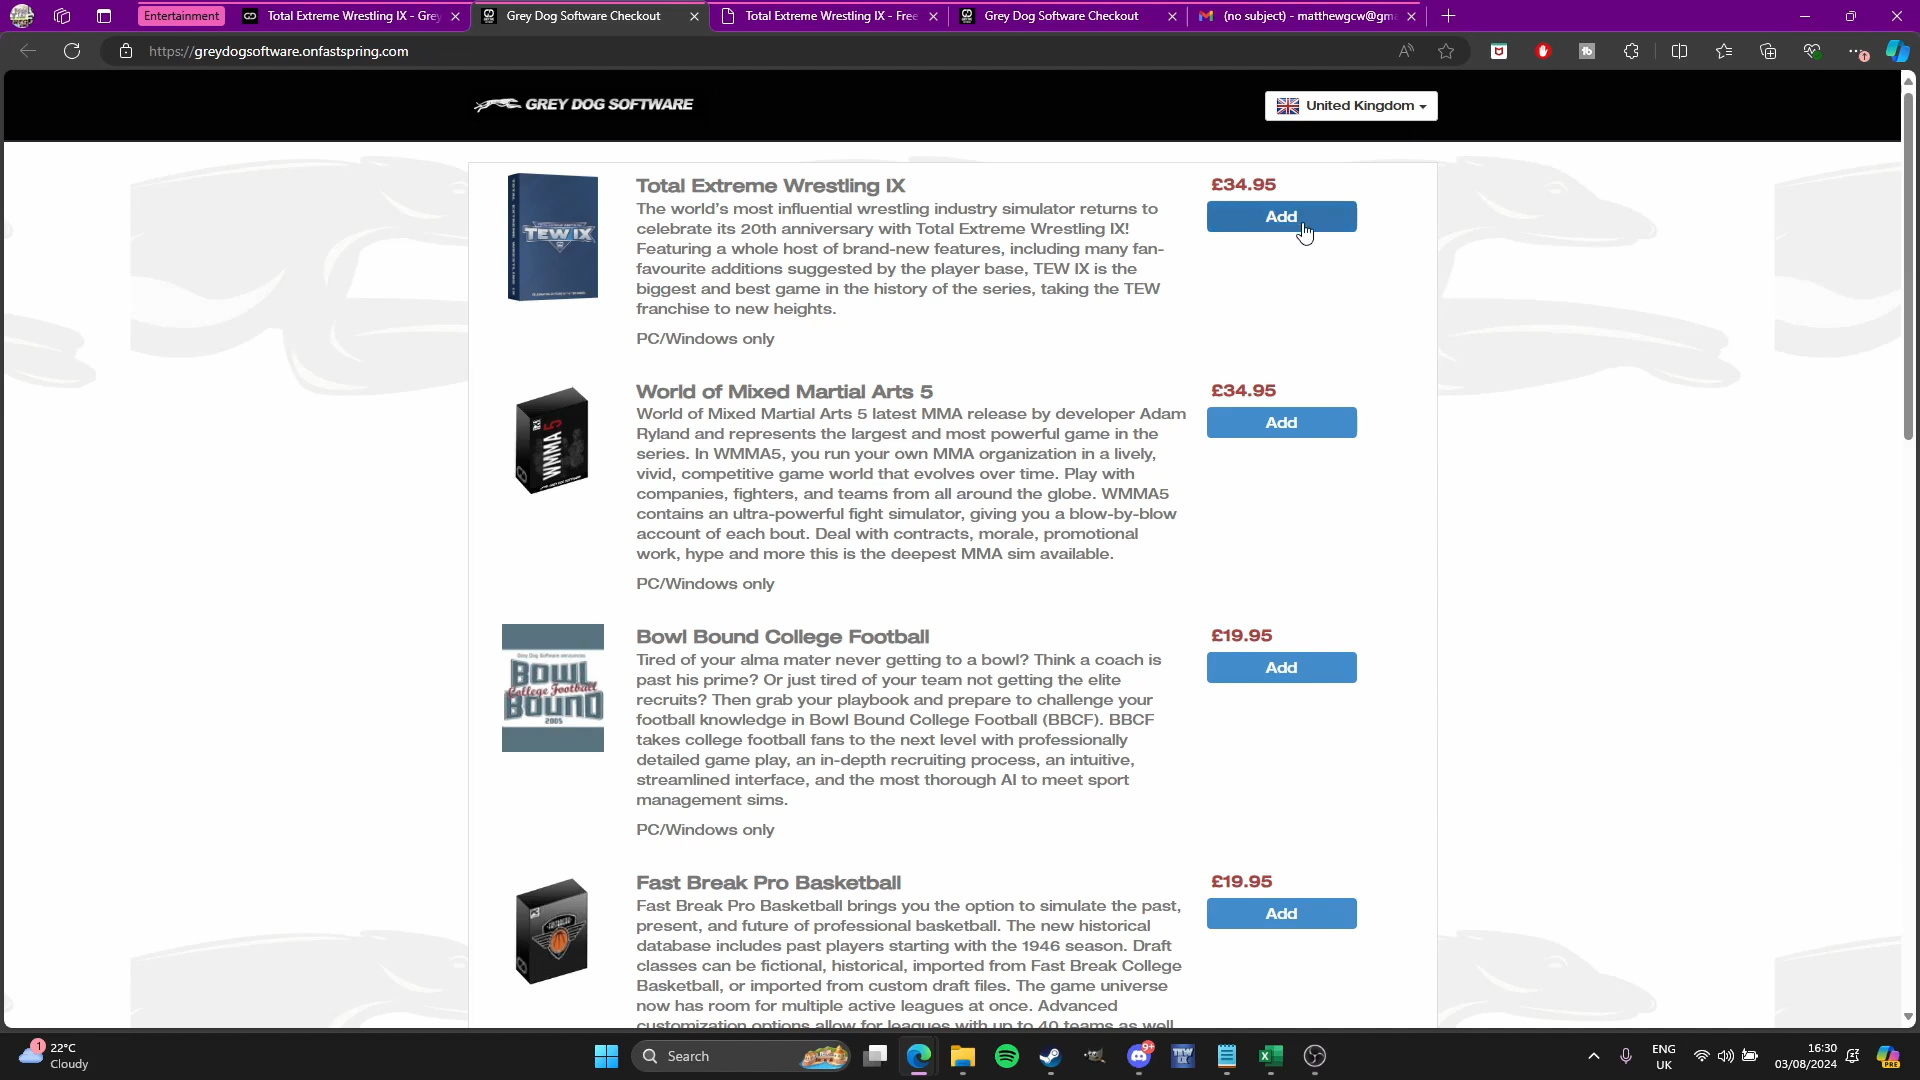 Entertainment
Total Extreme Wrestling IX - Grey
Grey Dog Software Checkout
Total Extreme Wrestling IX - Free
Grey Dog Software Checkout
(no subject) - matthewgcw@gm
https://greydogsoftware.onfastspring.com
GREY DOG SOFTWARE
United Kingdom
Total Extreme Wrestling IX
£34.95
The world's most influential wrestling industry simulator returns to
Add
celebrate its 20th anniversary with Total Extreme Wrestling IX!
Featuring a whole host of brand-new features, including many fan-
favourite additions suggested by the player base, TEW IX is the
biggest and best game in the history of the series, taking the TEW
franchise to new heights.
PC/Windows only
TEW IX
World of Mixed Martial Arts 5
£34.95
World of Mixed Martial Arts 5 latest MMA release by developer Adam
Add
Ryland and represents the largest and most powerful game in the
series. In WMMA5, you run your own MMA organization in a lively,
vivid, competitive game world that evolves over time. Play with
companies, fighters, and teams from all around the globe. WMMA5
contains an ultra-powerful fight simulator, giving you a blow-by-blow
account of each bout. Deal with contracts, morale, promotional
work, hype and more this is the deepest MMA sim available.
PC/Windows only
WMMA 5
Bowl Bound College Football
£19.95
Tired of your alma mater never getting to a bowl? Think a coach is
Add
past his prime? Or just tired of your team not getting the elite
recruits? Then grab your playbook and prepare to challenge your
football knowledge in Bowl Bound College Football (BBCF). BBCF
takes college football fans to the next level with professionally
detailed game play, an in-depth recruiting process, an intuitive,
streamlined interface, and the most thorough AI to meet sport
management sims.
PC/Windows only
BOWL
College Football
BOUND
2005
Fast Break Pro Basketball
£19.95
Fast Break Pro Basketball brings you the option to simulate the past,
Add
present, and future of professional basketball. The new historical
database includes past players starting with the 1946 season. Draft
classes can be fictional, historical, imported from Fast Break College
Basketball, or imported from custom draft files. The game universe
now has room for multiple active leagues at once. Advanced
customization options allow for leagues with up to 40 teams as well
1
22°C
Cloudy
Search
9+
TEW
IX
ENG
UK
16:30
03/08/2024
PRE